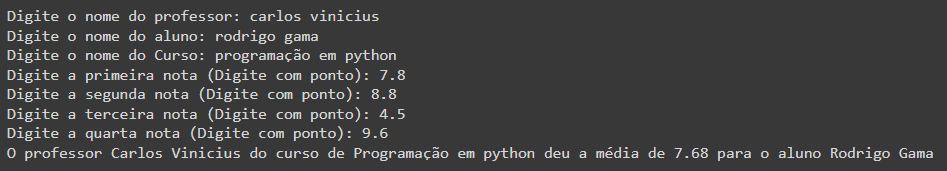 Digite o nome do professor: carlos vinicius
Digite o nome do aluno: rodrigo gama
Digite o nome do Curso: programação em python
Digite a primeira nota (Digite com ponto): 7.8
Digite a segunda nota (Digite com ponto): 8.8
Digite a terceira nota (Digite com ponto): 4.5
Digite a quarta nota (Digite com ponto): 9.6
O professor Carlos Vinicius do curso de Programação em python deu a média de 7.68 para o aluno Rodrigo Gama